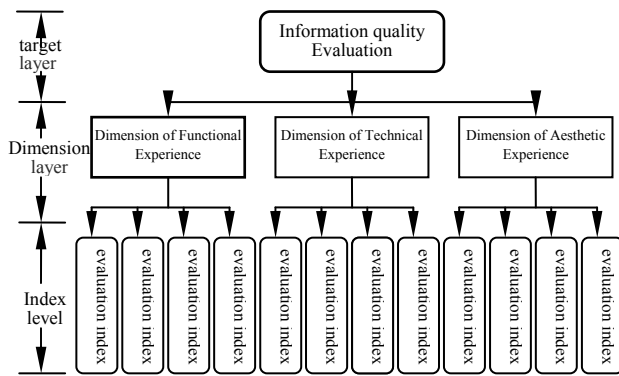 target
layer
Information quality
Evaluation
Dimension
layer
Dimension of Functional
Experience
Dimension of Technical
Experience
Dimension of Aesthetic
Experience
Index
level
evaluation index
evaluation index
evaluation index
evaluation index
evaluation index
evaluation index
evaluation index
evaluation index
evaluation index
evaluation index
evaluation index
evaluation index